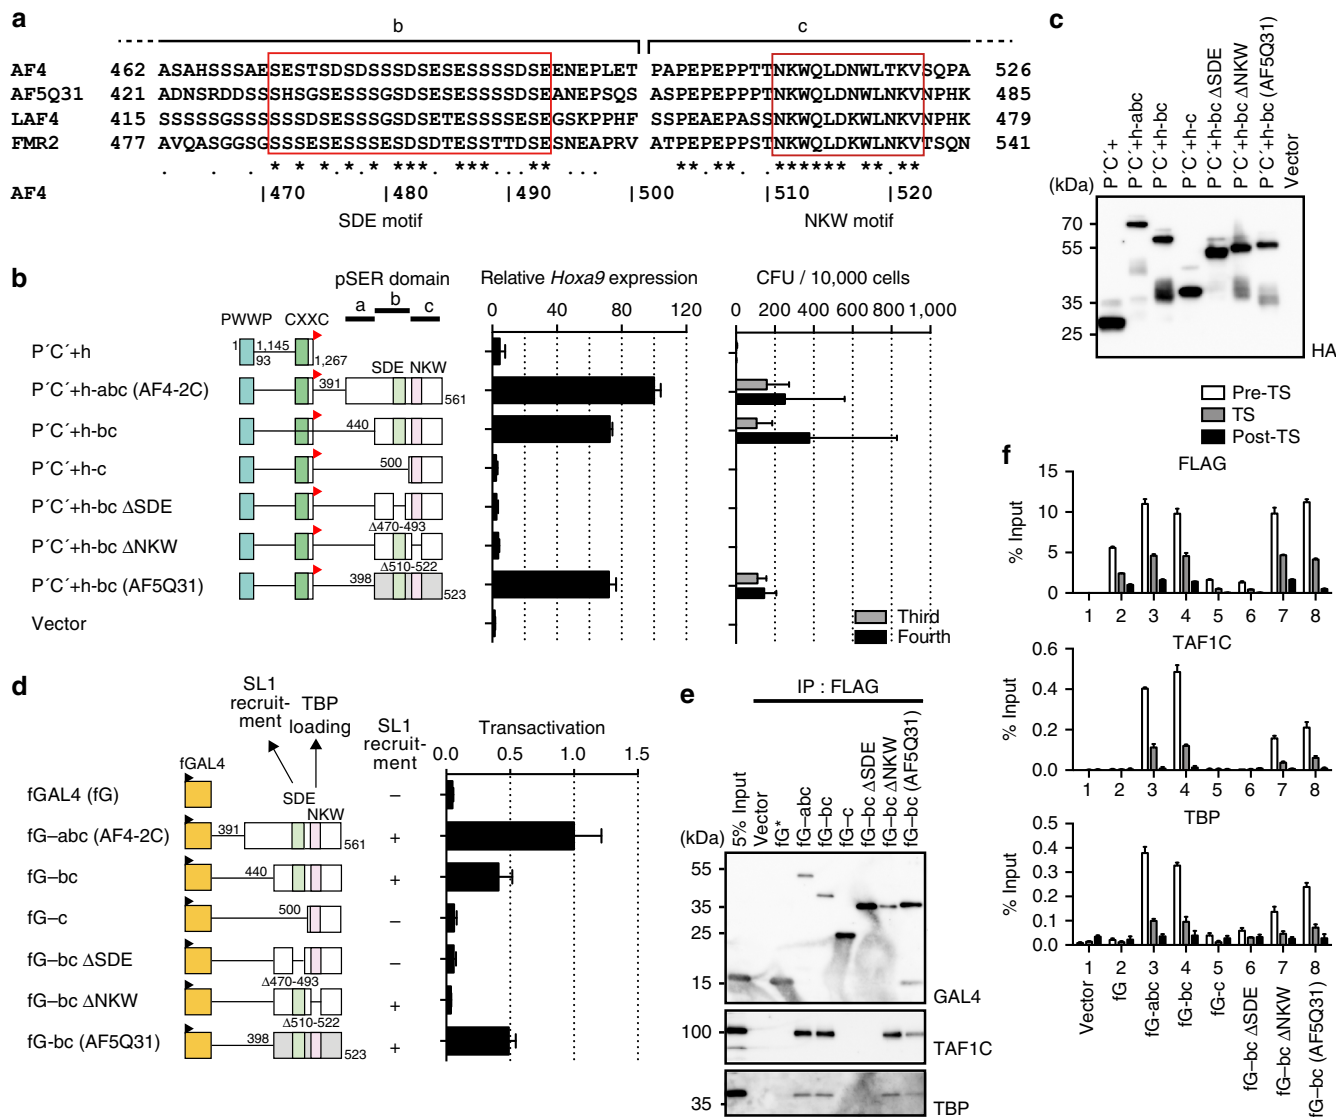 a
b
c
AF4 462 ASAHSSSAESESTSDSDSSSDSESESSSSDSEENEPLET PAPEPEPPTTNKWQLDNWLTKVSQPA 526
AF5Q31 421 ADNSRDDSSSHSGSESSSGSDSESESSSSDSEANEPSQS ASPEPEPPTTNKWQLDNWLNKVNPHK 485
LAF4 415 SSSSSGSSSSSSSDSESSSGSDSETESSSSESEGSKPPHF SSPEAEPASSNKWQLDKWLNKVNPHK 479
FMR2 477 AVQASGGSGSSSESESSSESDSDTESSTTDSESNEAPRV ATPEPEPPSTNKWQLDKWLNKVTSQN 541
AF4 |470 |480 |490 |500 |510 |520
SDE motif NKW motif
b
pSER domain
a b c
PWWP CXXC
Relative Hoxa9 expression
0 40 80 120
CFU / 10,000 cells
0 200 400 600 800 1,000
P´C´+h
1 1,145
93 1,267
P´C´+h-abc (AF4-2C)
391 SDE NKW 561
P´C´+h-bc
440
P´C´+h-c
500
P´C´+h-bc ΔSDE
Δ470-493
P´C´+h-bc ΔNKW
Δ510-522
P´C´+h-bc (AF5Q31)
398 523
Vector
Third
Fourth
c
P´C´+
P´C´+h-abc
P´C´+h-bc
P´C´+h-c
P´C´+h-bc ΔSDE
P´C´+h-bc ΔNKW
P´C´+h-bc (AF5Q31)
Vector
(kDa)
70
55
35
25
HA
d
SL1 recruit- ment
TBP loading
SL1 recruit- ment
Transactivation
0.0 0.5 1.0 1.5
fGAL4
SDE
NKW
fGAL4 (fG) –
fG–abc (AF4-2C) 391 561 +
fG–bc 440 +
fG–c 500 –
fG–bc ΔSDE –
Δ470-493
fG–bc ΔNKW +
Δ510-522
fG-bc (AF5Q31) 398 523 +
e
IP : FLAG
5% Input
Vector
fG*
fG–abc
fG–bc
fG–c
fG–bc ΔSDE
fG–bc ΔNKW
fG–bc (AF5Q31)
(kDa)
55
35
25
15
GAL4
100
TAF1C
35
TBP
Pre-TS
TS
Post-TS
f
FLAG
% Input
15
10
5
0
1 2 3 4 5 6 7 8
TAF1C
% Input
0.6
0.4
0.2
0.0
1 2 3 4 5 6 7 8
TBP
% Input
0.5
0.4
0.3
0.2
0.1
0.0
1 2 3 4 5 6 7 8
Vector
fG
fG-abc
fG-bc
fG-c
fG–bc ΔSDE
fG–bc ΔNKW
fG–bc (AF5Q31)